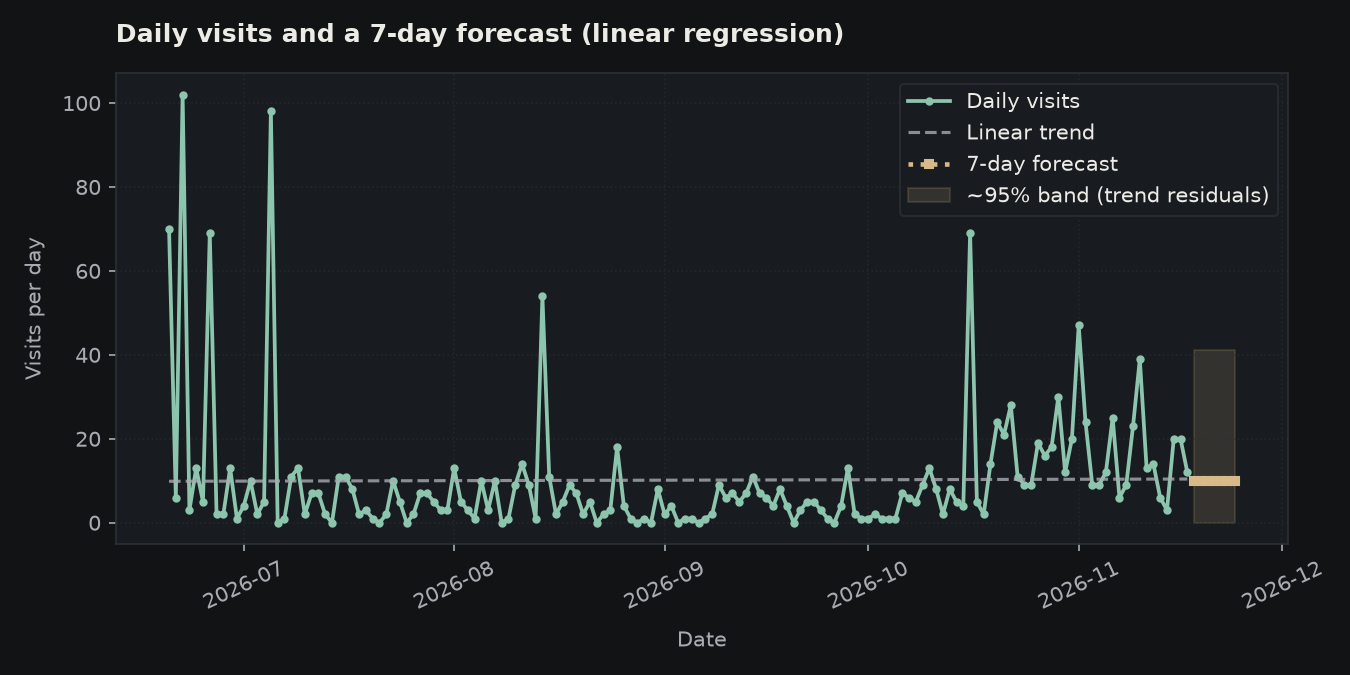 Daily visits and a 7-day forecast (linear regression)
Daily visits
Linear trend
7-day forecast
~95% band (trend residuals)
Visits per day
100
80
60
40
20
0
2026-07
2026-08
2026-09
2026-10
2026-11
2026-12
Date